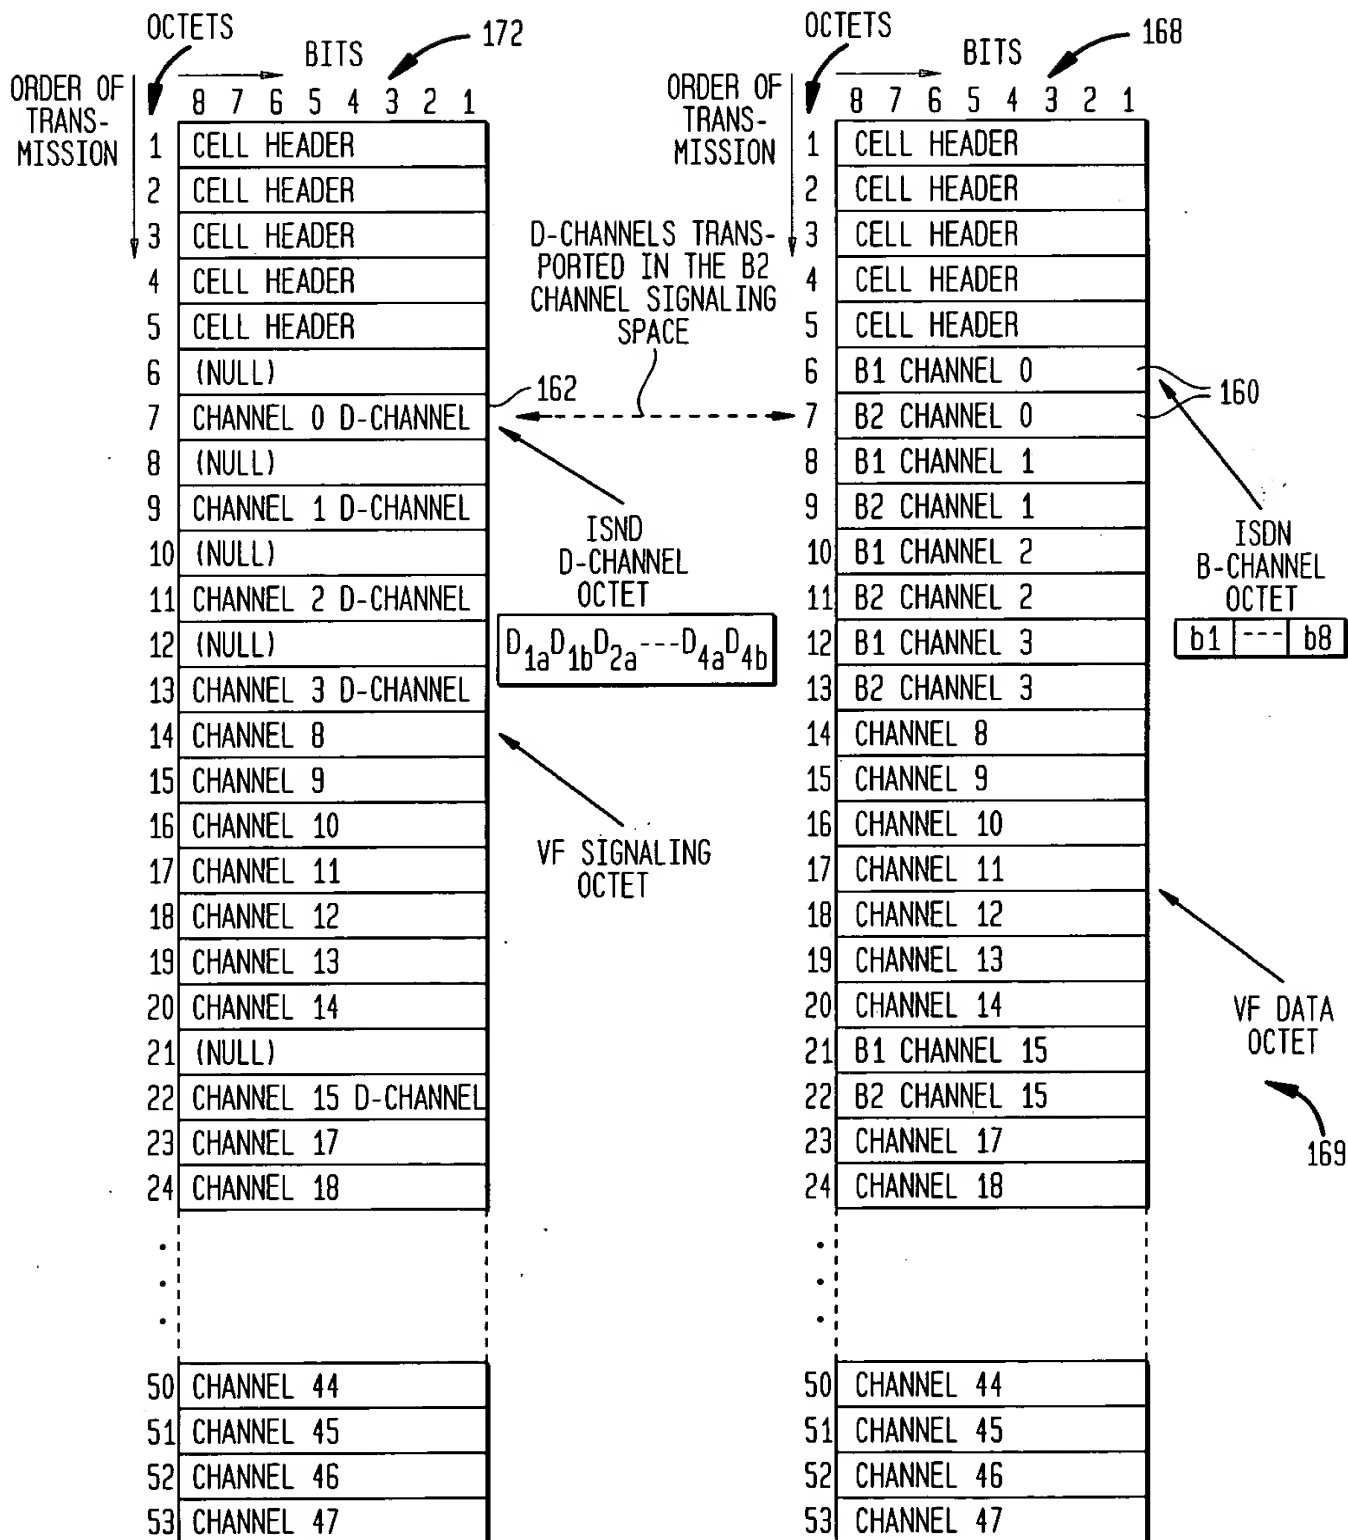 OCTETS
BITS
172
ORDER OF
TRANS-
MISSION
8 7 6 5 4 3 2 1
1 CELL HEADER
2 CELL HEADER
3 CELL HEADER
4 CELL HEADER
5 CELL HEADER
6 (NULL)
7 CHANNEL 0 D-CHANNEL
8 (NULL)
9 CHANNEL 1 D-CHANNEL
10 (NULL)
11 CHANNEL 2 D-CHANNEL
12 (NULL)
13 CHANNEL 3 D-CHANNEL
14 CHANNEL 8
15 CHANNEL 9
16 CHANNEL 10
17 CHANNEL 11
18 CHANNEL 12
19 CHANNEL 13
20 CHANNEL 14
21 (NULL)
22 CHANNEL 15 D-CHANNEL
23 CHANNEL 17
24 CHANNEL 18
50 CHANNEL 44
51 CHANNEL 45
52 CHANNEL 46
53 CHANNEL 47
162
D-CHANNELS TRANS-
PORTED IN THE B2
CHANNEL SIGNALING
SPACE
ISND
D-CHANNEL
OCTET
D1aD1bD2a---D4aD4b
VF SIGNALING
OCTET
OCTETS
BITS
168
ORDER OF
TRANS-
MISSION
8 7 6 5 4 3 2 1
1 CELL HEADER
2 CELL HEADER
3 CELL HEADER
4 CELL HEADER
5 CELL HEADER
6 B1 CHANNEL 0
7 B2 CHANNEL 0
8 B1 CHANNEL 1
9 B2 CHANNEL 1
10 B1 CHANNEL 2
11 B2 CHANNEL 2
12 B1 CHANNEL 3
13 B2 CHANNEL 3
14 CHANNEL 8
15 CHANNEL 9
16 CHANNEL 10
17 CHANNEL 11
18 CHANNEL 12
19 CHANNEL 13
20 CHANNEL 14
21 B1 CHANNEL 15
22 B2 CHANNEL 15
23 CHANNEL 17
24 CHANNEL 18
50 CHANNEL 44
51 CHANNEL 45
52 CHANNEL 46
53 CHANNEL 47
160
ISDN
B-CHANNEL
OCTET
b1 --- b8
VF DATA
OCTET
169